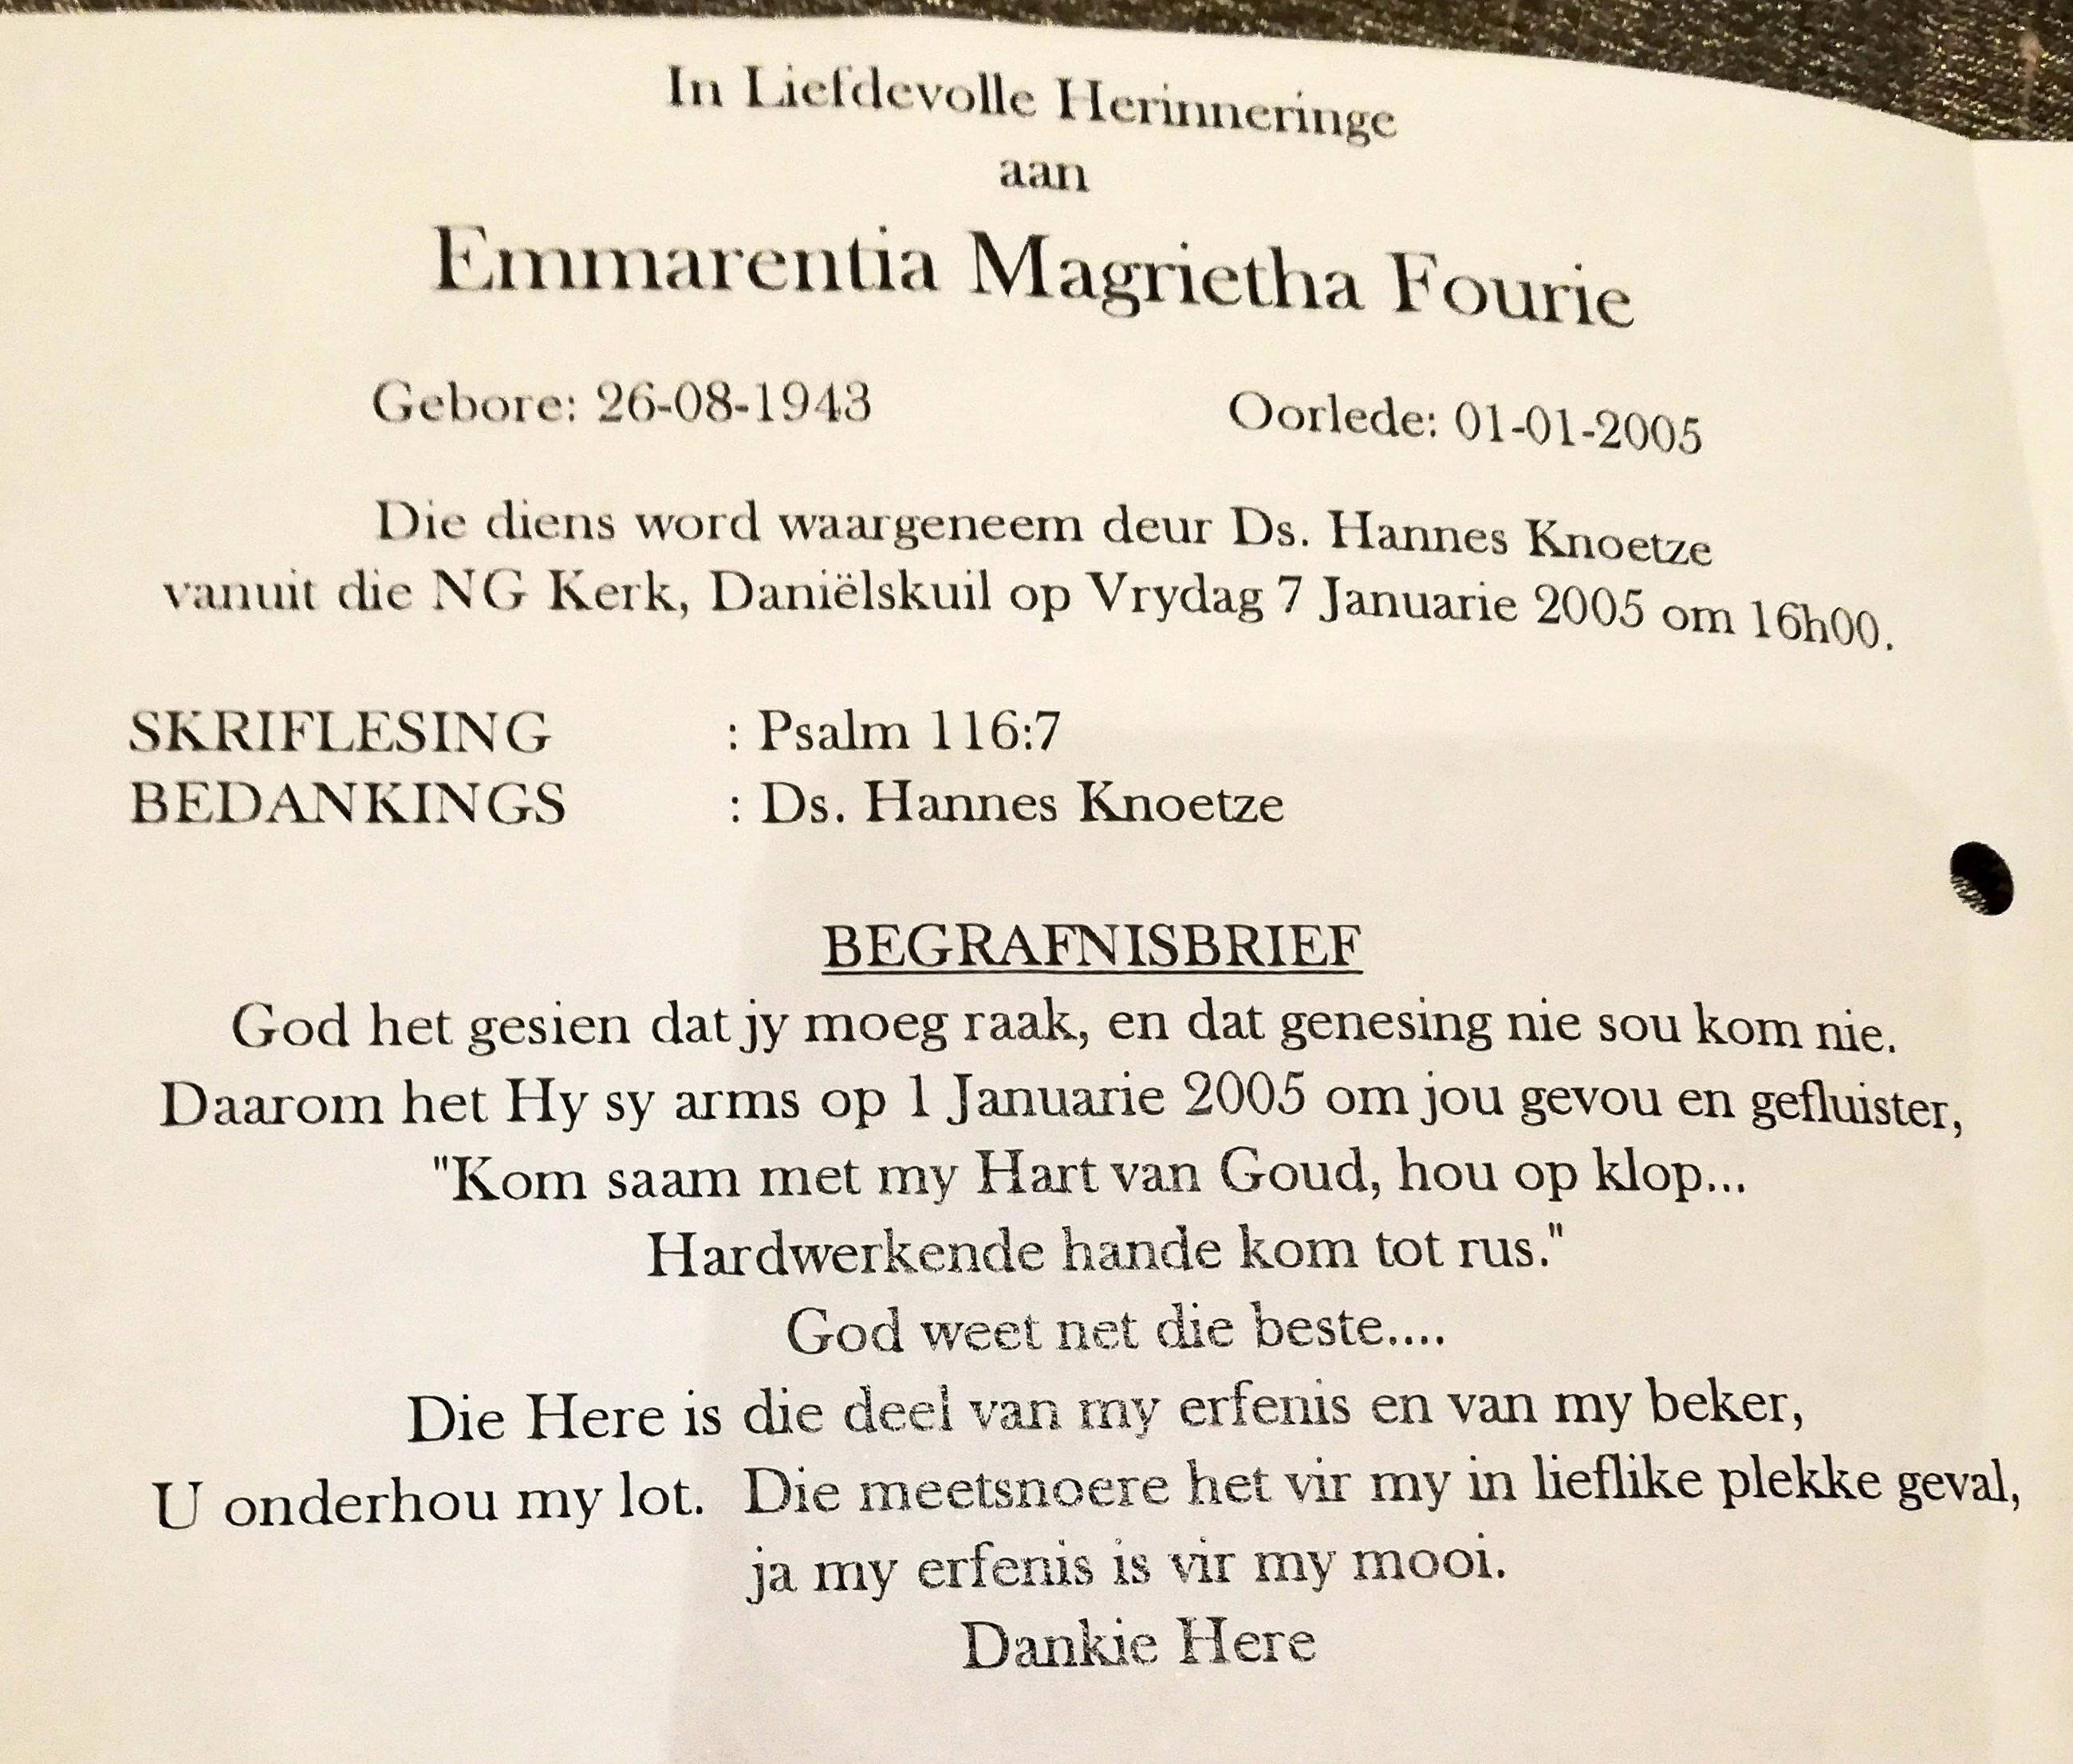 In Liefdevolle Herinneringe
aan
Emmarentia Magrietha Fourie
Gebore: 26-08-1943 Oorlede: 01-01-2005
Die diens word waargeneem deur Ds. Hannes Knoetze
vanuit die NG Kerk, Daniëlskuil op Vrydag 7 Januarie 2005 om 16h00.
SKRIFLESING : Psalm 116:7
BEDANKINGS : Ds. Hannes Knoetze
BEGRAFNISBRIEF
God het gesien dat jy moeg raak, en dat genesing nie sou kom nie.
Daarom het Hy sy arms op 1 Januarie 2005 om jou gevou en gefluister,
"Kom saam met my Hart van Goud, hou op klop...
Hardwerkende hande kom tot rus."
God weet net die beste....
Die Here is die deel van my erfenis en van my beker,
U onderhou my lot. Die meetsnoere het vir my in lieflike plekke geval,
ja my erfenis is vir my mooi.
Dankie Here